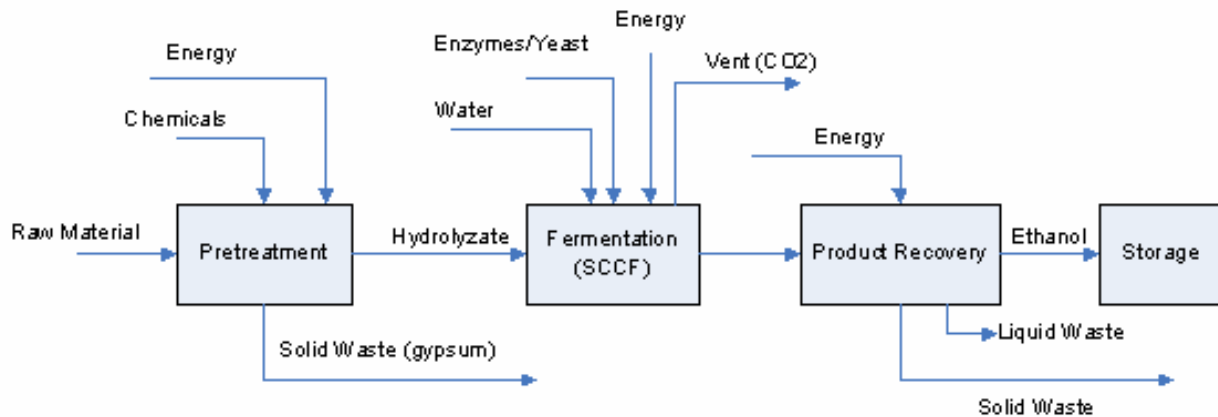 Energy
Energy
Enzymes/Yeast
Vent (CO2)
Chemicals
Water
Energy
Raw Material
Pretreatment
Hydrolyzate
Fermentation
(SCCF)
Product Recovery
Ethanol
Storage
Solid Waste (gypsum)
Liquid Waste
Solid Waste